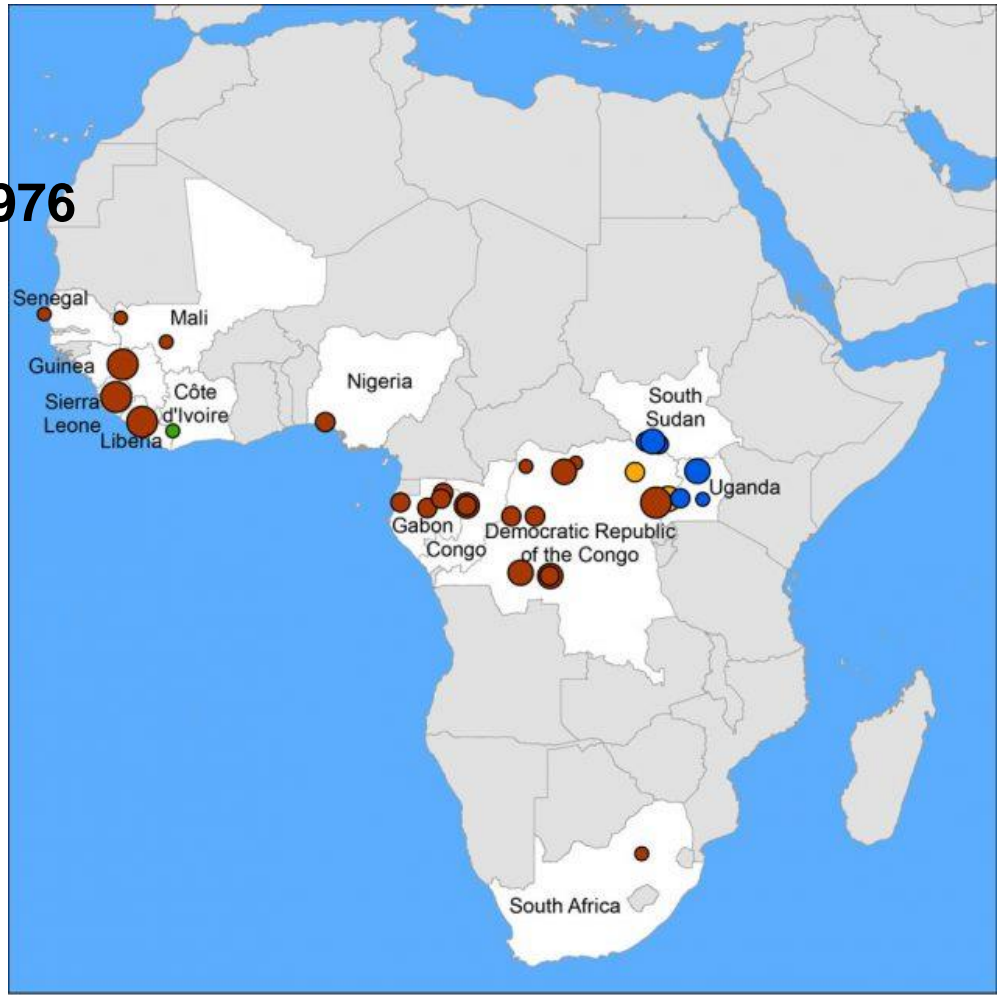 976
Senegal
Mali
Guinea
Nigeria
Côte
d'Ivoire
Sierra
Leone
Liberia
South
Sudan
Uganda
Gabon
Democratic Republic
of the Congo
Congo
South Africa